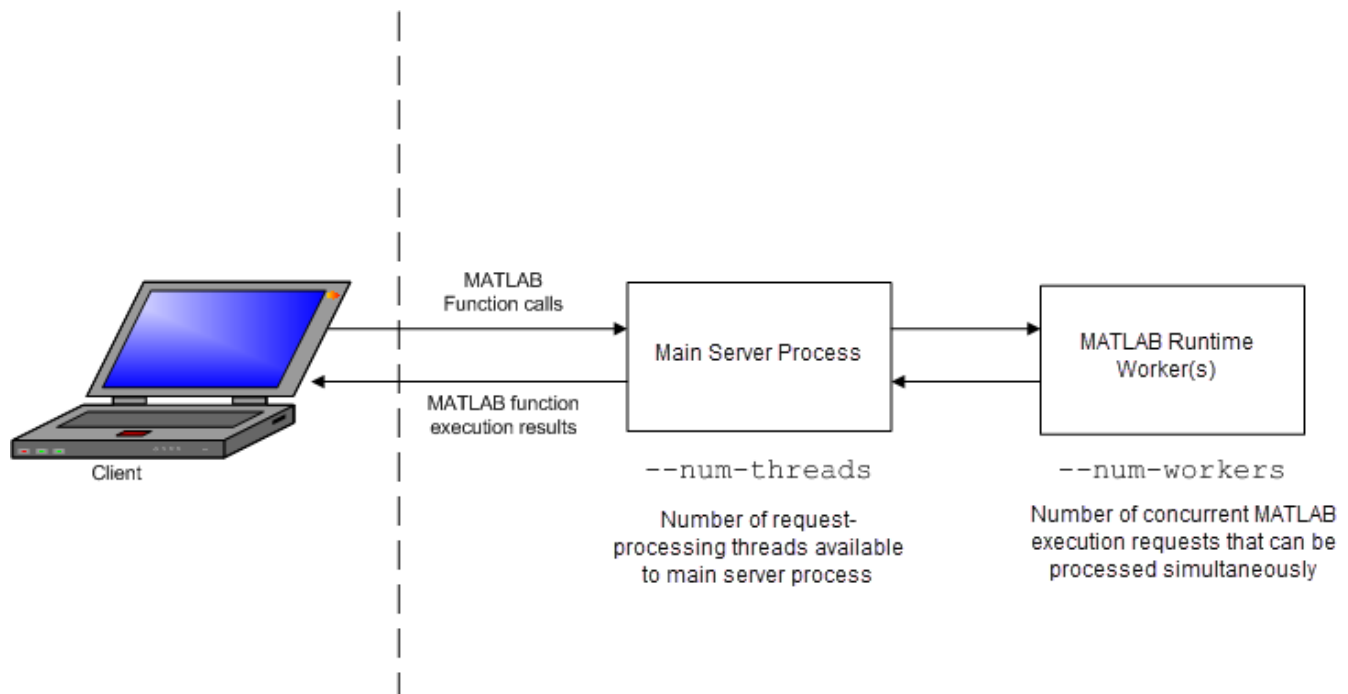 MATLAB
Function calls
MATLAB function
execution results
Client
Main Server Process
MATLAB Runtime
Worker(s)
--num-threads
Number of request-
processing threads available
to main server process
--num-workers
Number of concurrent MATLAB
execution requests that can be
processed simultaneously